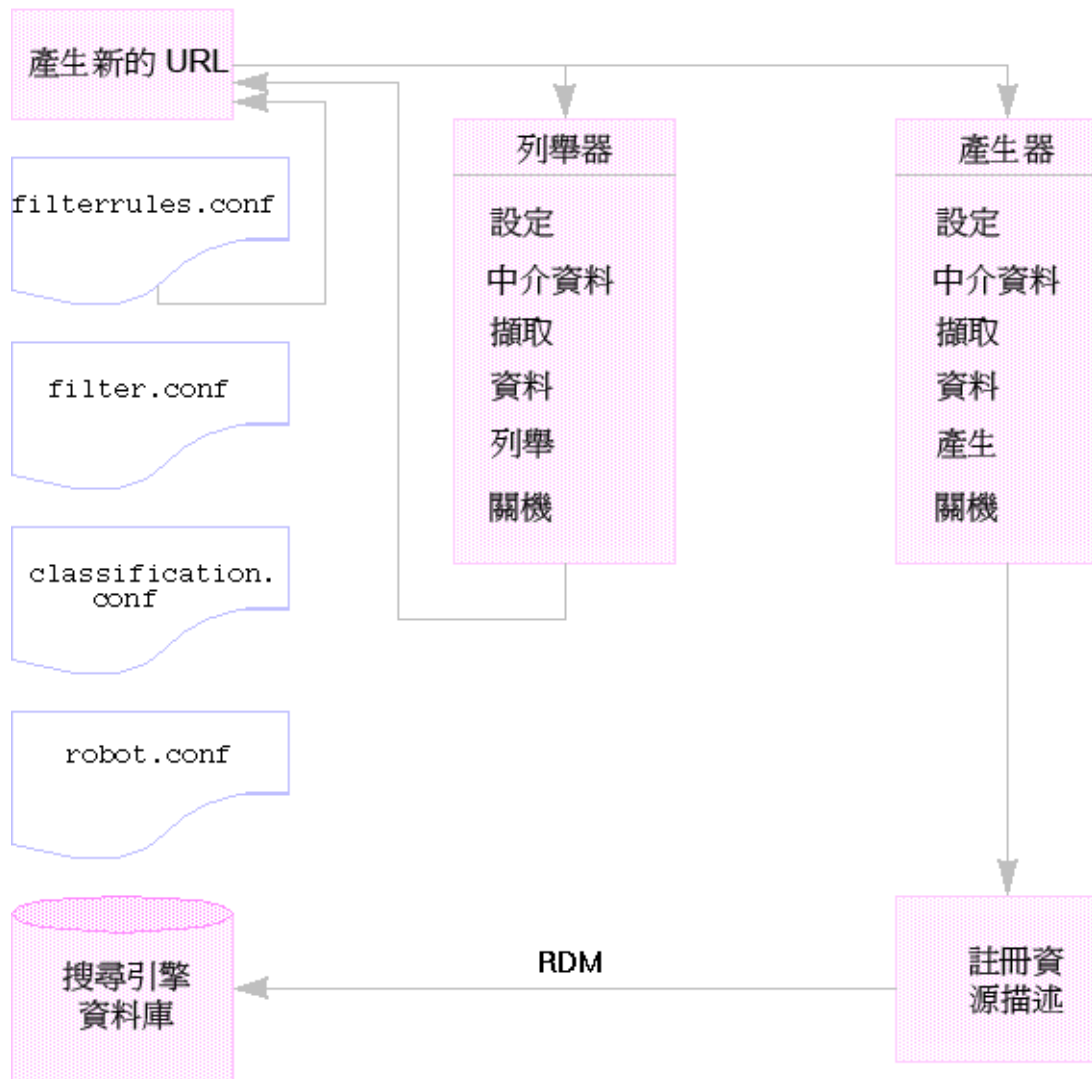 產生新的 URL
filterrules.conf
filter.conf
classification.
conf
robot.conf
搜尋引擎
資料庫
列舉器
設定
中介資料
擷取
資料
列舉
關機
產生器
設定
中介資料
擷取
資料
產生
關機
RDM
註冊資
源描述